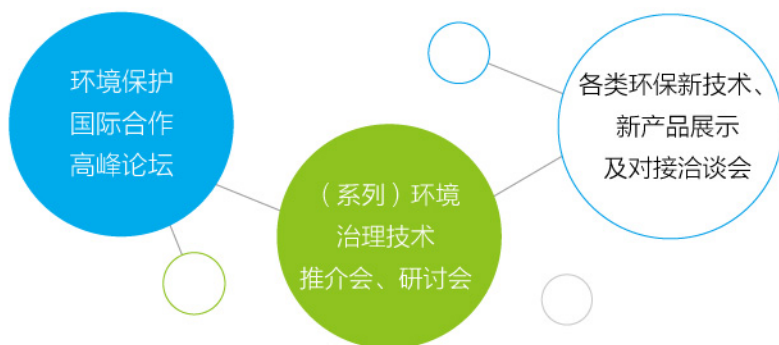 环境保护
国际合作
高峰论坛
（系列）环境
治理技术
推介会、研讨会
各类环保新技术、
新产品展示
及对接洽谈会